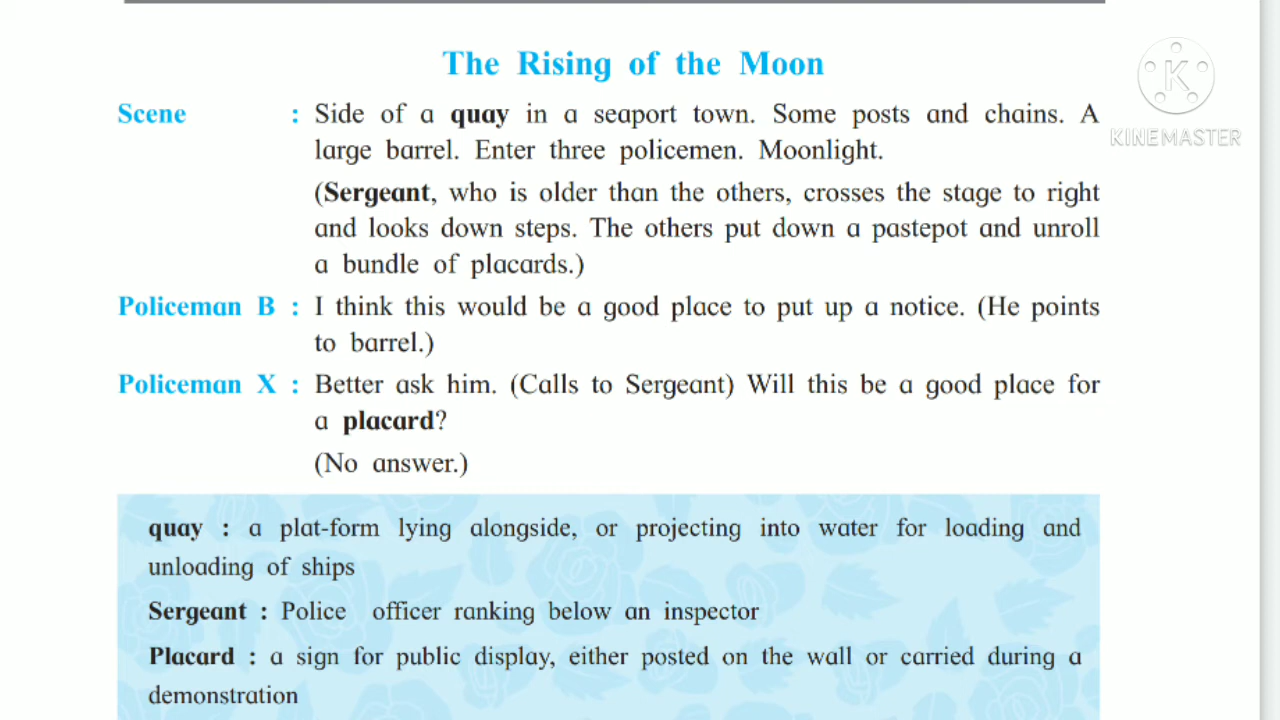 The Rising of the Moon
Scene : Side of a quay in a seaport town. Some posts and chains. A
large barrel. Enter three policemen. Moonlight.
(Sergeant, who is older than the others, crosses the stage to right
and looks down steps. The others put down a pastepot and unroll
a bundle of placards.)
Policeman B : I think this would be a good place to put up a notice. (He points
to barrel.)
Policeman X : Better ask him. (Calls to Sergeant) Will this be a good place for
a placard?
(No answer.)
quay : a plat-form lying alongside, or projecting into water for loading and
unloading of ships
Sergeant : Police officer ranking below an inspector
Placard : a sign for public display, either posted on the wall or carried during a
demonstration
K
KINEMASTER